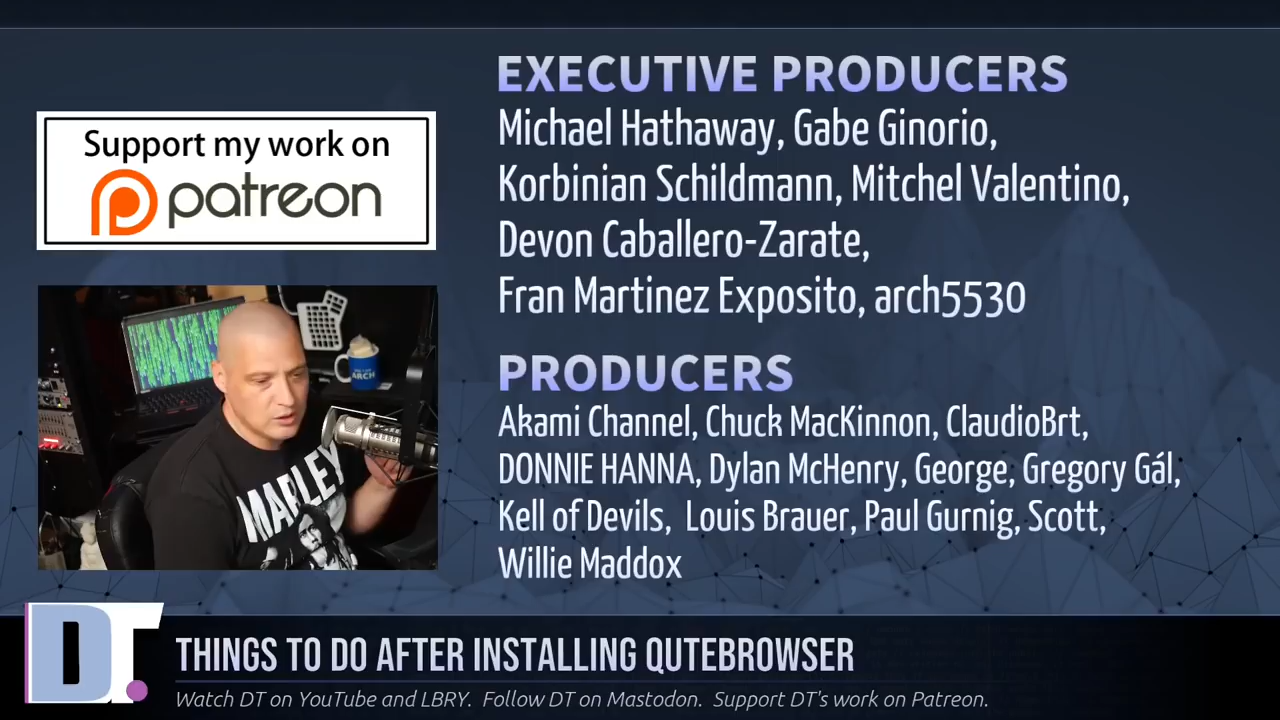 EXECUTIVE PRODUCERS
Michael Hathaway, Gabe Ginorio,
Korbinian Schildmann, Mitchel Valentino,
Devon Caballero-Zarate,
Fran Martinez Exposito, arch5530
Support my work on
patreon
PRODUCERS
Akami Channel, Chuck MacKinnon, ClaudioBrt,
DONNIE HANNA, Dylan McHenry, George, Gregory Gál,
Kell of Devils, Louis Brauer, Paul Gurnig, Scott,
Willie Maddox
ARCH
MARLEY
DT.
THINGS TO DO AFTER INSTALLING QUTEBROWSER
Watch DT on YouTube and LBRY. Follow DT on Mastodon. Support DT's work on Patreon.